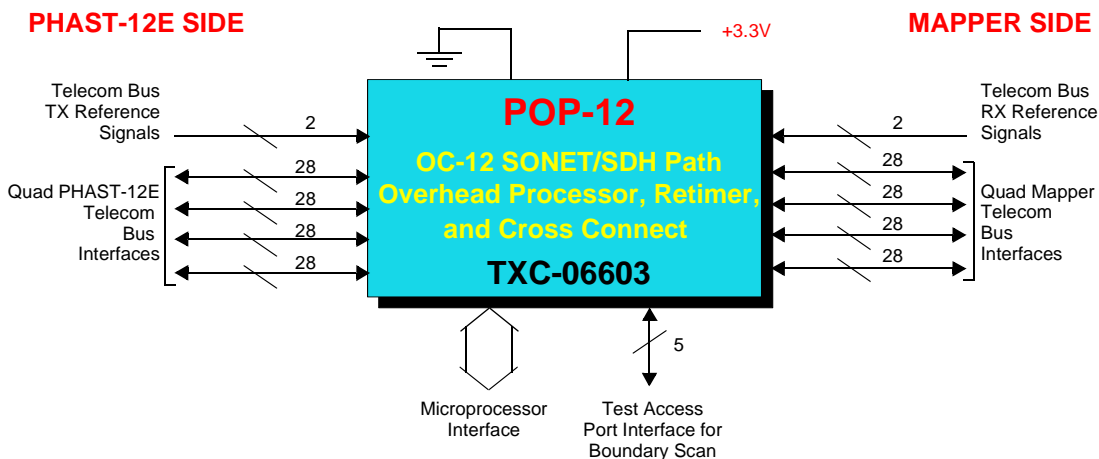 PHAST-12E SIDE
MAPPER SIDE
+3.3V
Telecom Bus
TX Reference
Signals
2
28
Quad PHAST-12E
Telecom
Bus
Interfaces
28
28
28
POP-12
OC-12 SONET/SDH Path
Overhead Processor, Retimer,
and Cross Connect
TXC-06603
Telecom Bus
RX Reference
Signals
2
28
Quad Mapper
Telecom
Bus
Interfaces
28
28
28
5
Microprocessor
Interface
Test Access
Port Interface for
Boundary Scan